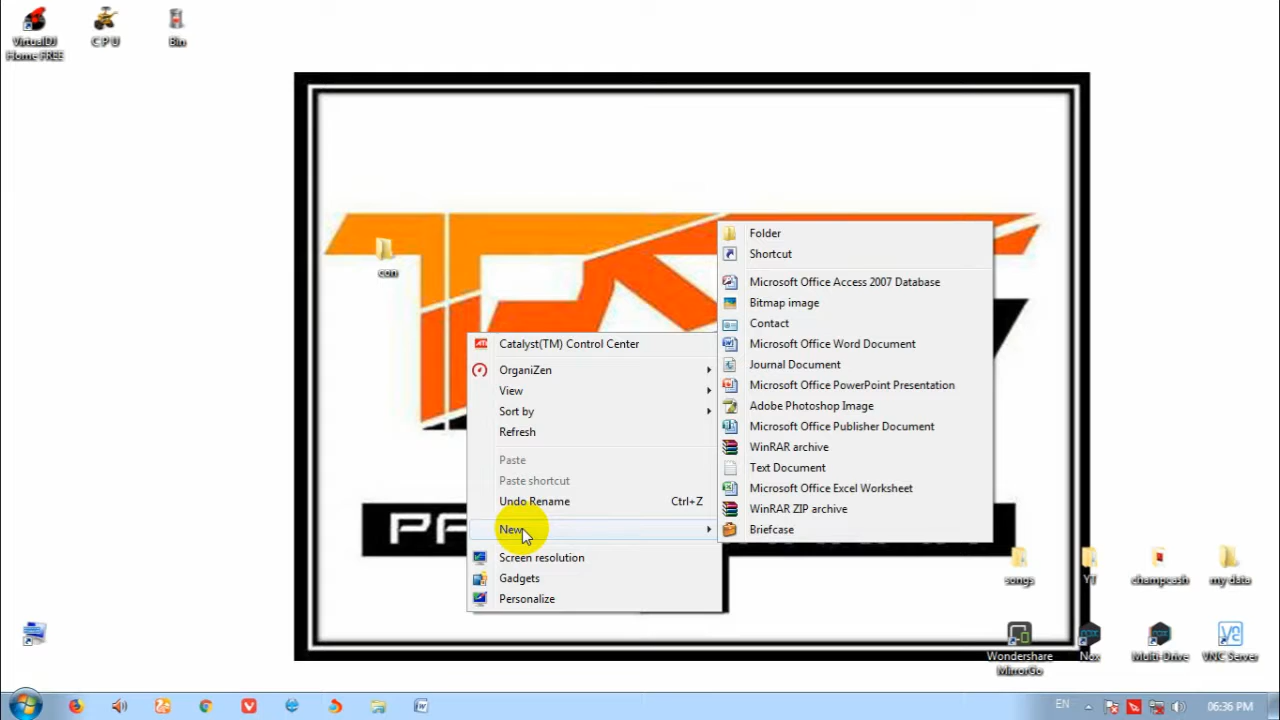 VirtualDJ
Home FREE
C P U
Bin
con
Folder
Shortcut
Microsoft Office Access 2007 Database
Bitmap image
Contact
Microsoft Office Word Document
Journal Document
Microsoft Office PowerPoint Presentation
Adobe Photoshop Image
Microsoft Office Publisher Document
WinRAR archive
Text Document
Microsoft Office Excel Worksheet
WinRAR ZIP archive
Briefcase
Catalyst(TM) Control Center
OrganiZen
View
Sort by
Refresh
Paste
Paste shortcut
Undo Rename Ctrl+Z
New
Screen resolution
Gadgets
Personalize
songs
YT
champcash
my data
Wondershare
MirrorGo
Nox
Multi-Drive
VNC Server
EN
06:36 PM